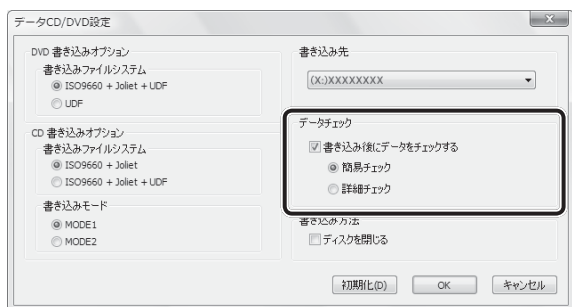 データCD/DVD設定
DVD 書き込みオプション
書き込みファイルシステム
ISO9660 + Joliet + UDF
UDF
CD 書き込みオプション
書き込みファイルシステム
ISO9660 + Joliet
ISO9660 + Joliet + UDF
書き込みモード
MODE1
MODE2
書き込み先
(X:)XXXXXXXX
データチェック
書き込み後にデータをチェックする
簡易チェック
詳細チェック
書き込み方法
ディスクを閉じる
初期化(D)
OK
キャンセル